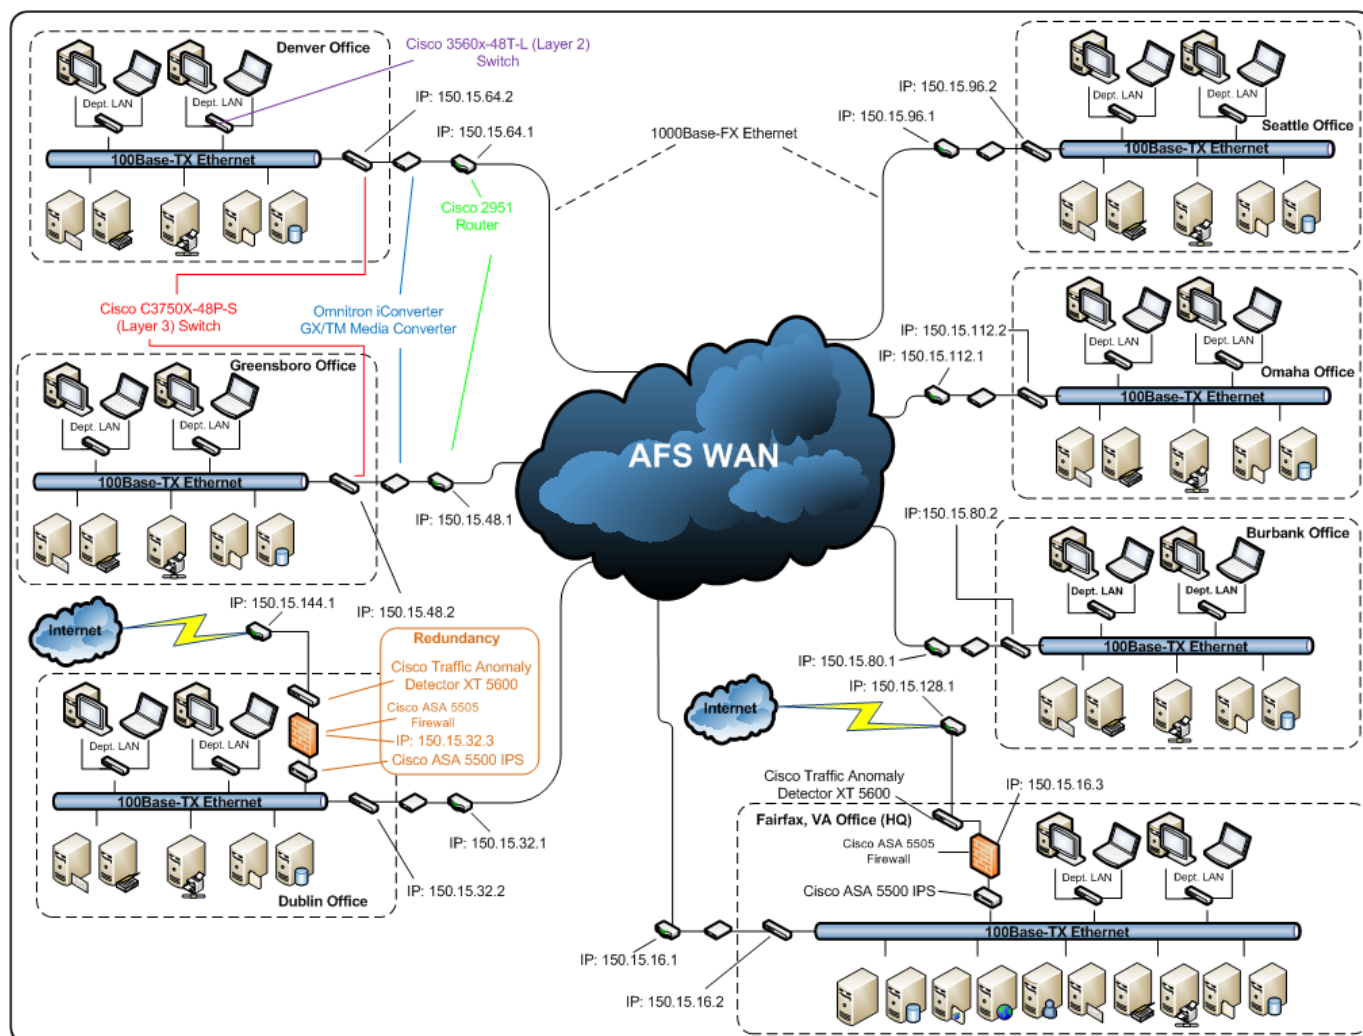 Denver Office
Cisco 3560x-48T-L (Layer 2)
Switch
Dept. LAN
Dept. LAN
IP: 150.15.64.2
IP: 150.15.64.1
100Base-TX Ethernet
Cisco 2951
Router
1000Base-FX Ethernet
IP: 150.15.96.2
IP: 150.15.96.1
Dept. LAN
Dept. LAN
Seattle Office
100Base-TX Ethernet
Cisco C3750X-48P-S
(Layer 3) Switch
Omnitron iConverter
GX/TM Media Converter
Greensboro Office
Dept. LAN
Dept. LAN
100Base-TX Ethernet
IP: 150.15.48.1
IP: 150.15.48.2
AFS WAN
IP: 150.15.112.2
IP: 150.15.112.1
Dept. LAN
Dept. LAN
Omaha Office
100Base-TX Ethernet
IP:150.15.80.2
Burbank Office
Dept. LAN
Dept. LAN
100Base-TX Ethernet
IP: 150.15.80.1
Internet
IP: 150.15.144.1
Redundancy
Cisco Traffic Anomaly
Detector XT 5600
Cisco ASA 5505
Firewall
IP: 150.15.32.3
Cisco ASA 5500 IPS
Dept. LAN
Dept. LAN
100Base-TX Ethernet
IP: 150.15.32.1
IP: 150.15.32.2
Dublin Office
Internet
IP: 150.15.128.1
Cisco Traffic Anomaly
Detector XT 5600
IP: 150.15.16.3
Fairfax, VA Office (HQ)
Cisco ASA 5505
Firewall
Cisco ASA 5500 IPS
Dept. LAN
Dept. LAN
100Base-TX Ethernet
IP: 150.15.16.1
IP: 150.15.16.2